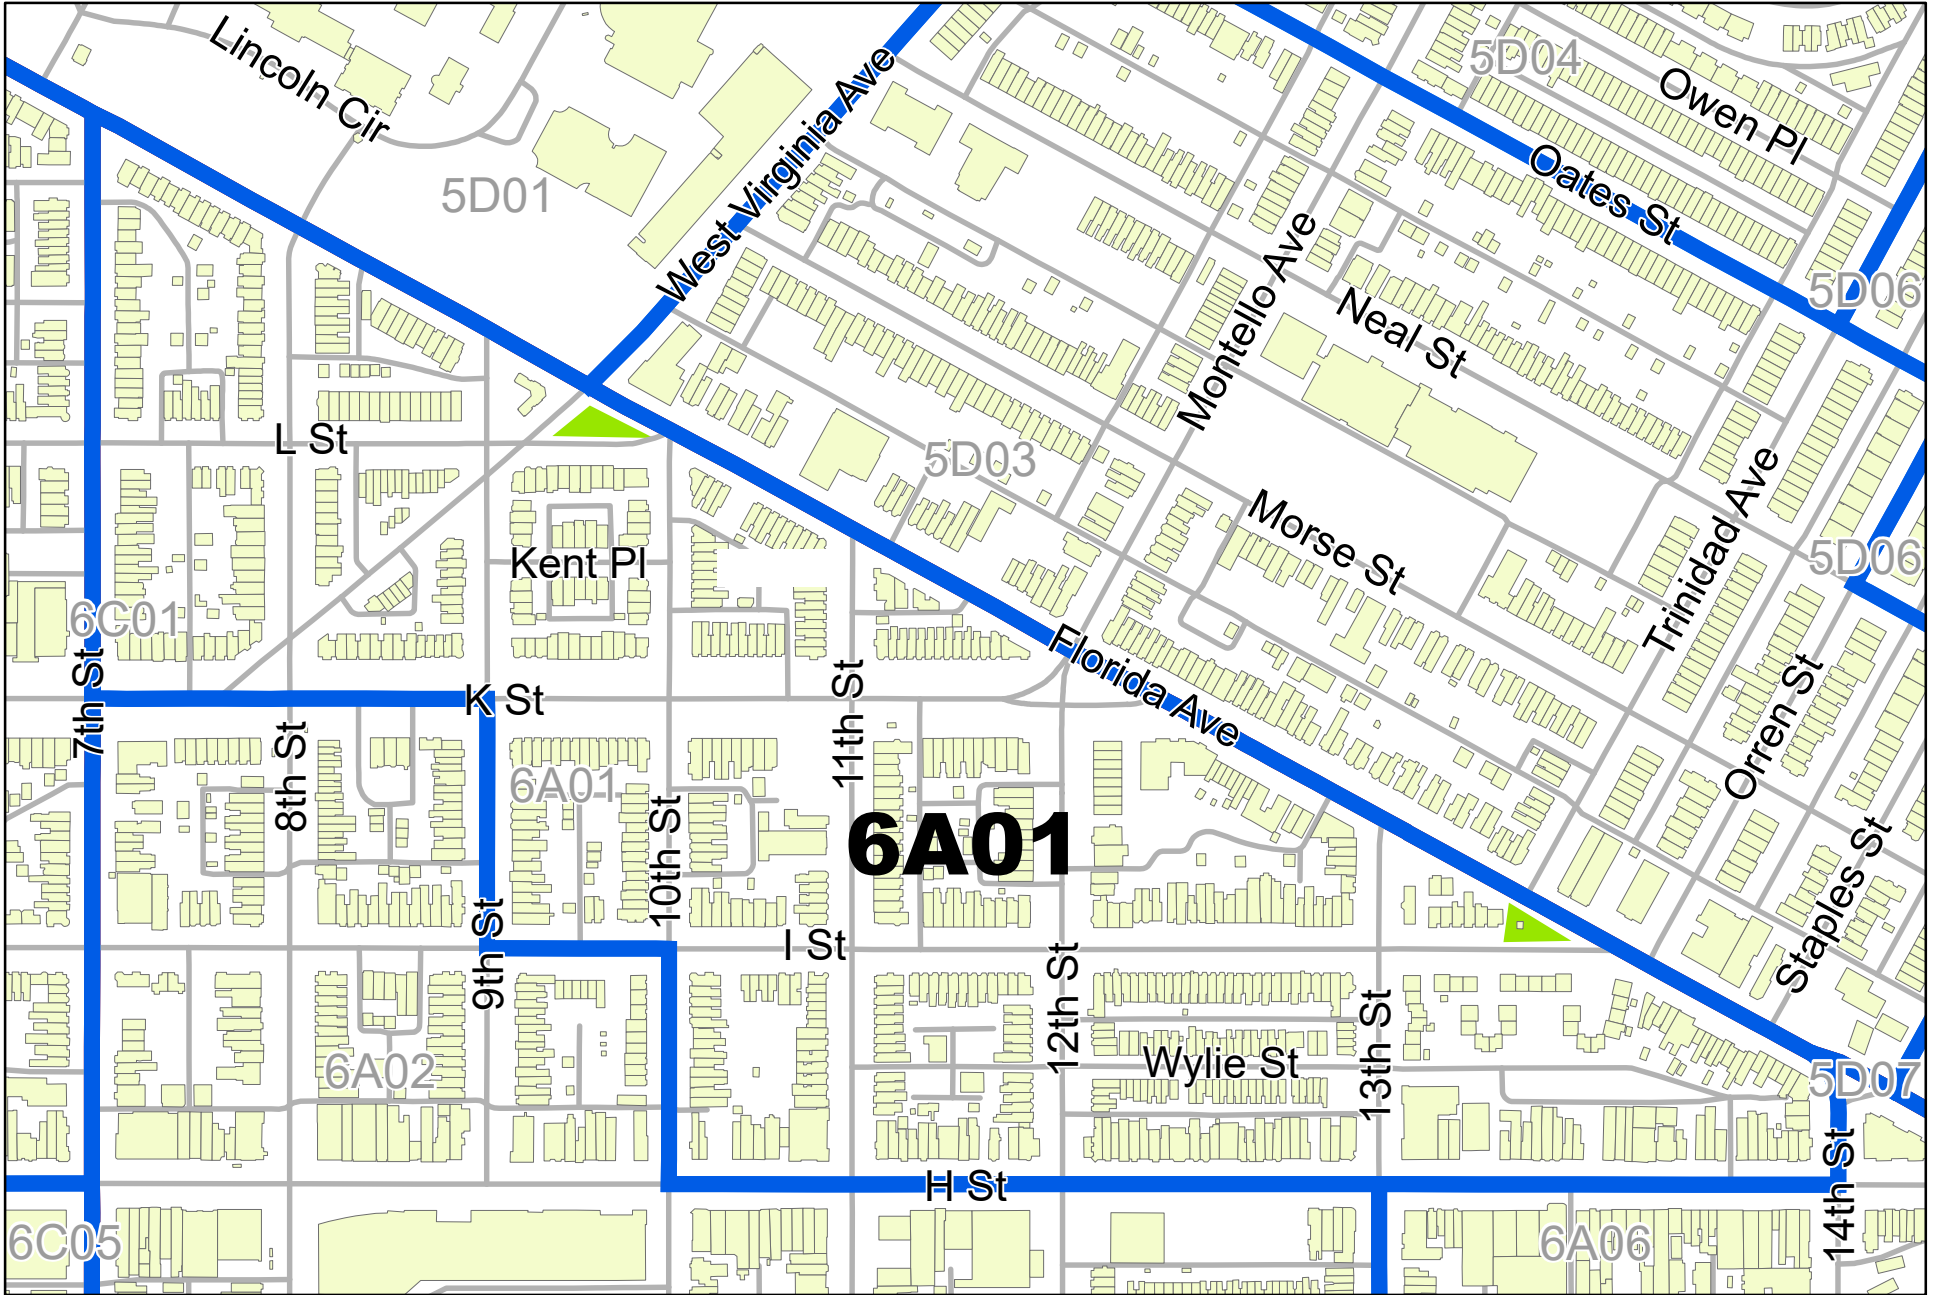 Lincoln Cir
West Virginia Ave
5D04
Owen Pl
Oates St
5D01
Montello Ave
5D06
Neal St
L St
5D03
Trinidad Ave
Morse St
Kent Pl
5D06
6C01
7th St
K St
Florida Ave
Orren St
8th St
6A01
10th St
11th St
6A01
Staples St
9th St
I St
12th St
13th St
6A02
Wylie St
5D07
H St
14th St
6C05
6A06